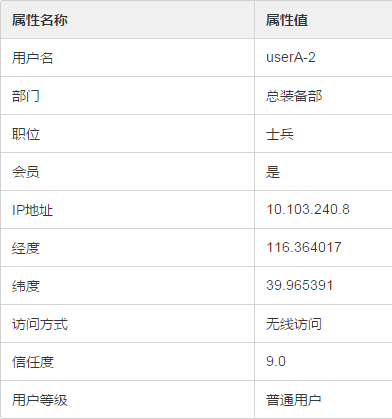 属性名称 属性值
用户名 userA-2
部门 总装备部
职位 士兵
会员 是
IP地址 10.103.240.8
经度 116.364017
纬度 39.965391
访问方式 无线访问
信任度 9.0
用户等级 普通用户